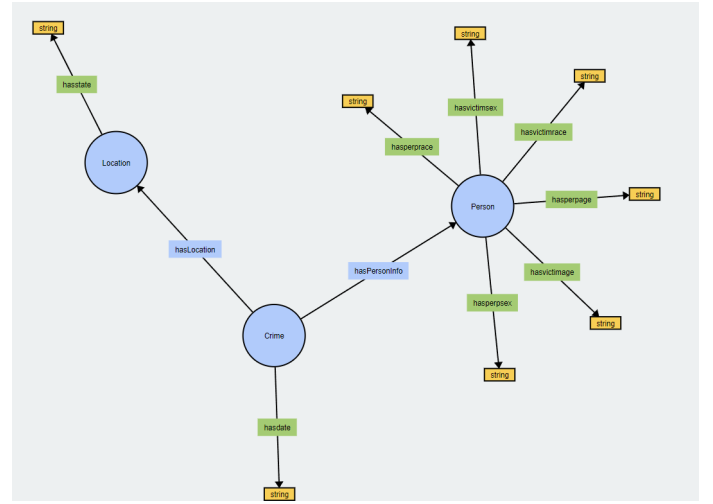 string
string
string
hasstate
hasvictimsex
string
hasvictimrace
hasperprace
Location
string
hasperpage
Person
hasLocation
hasPersonInfo
hasvictimage
hasperpsex
string
Crime
string
hasdate
string